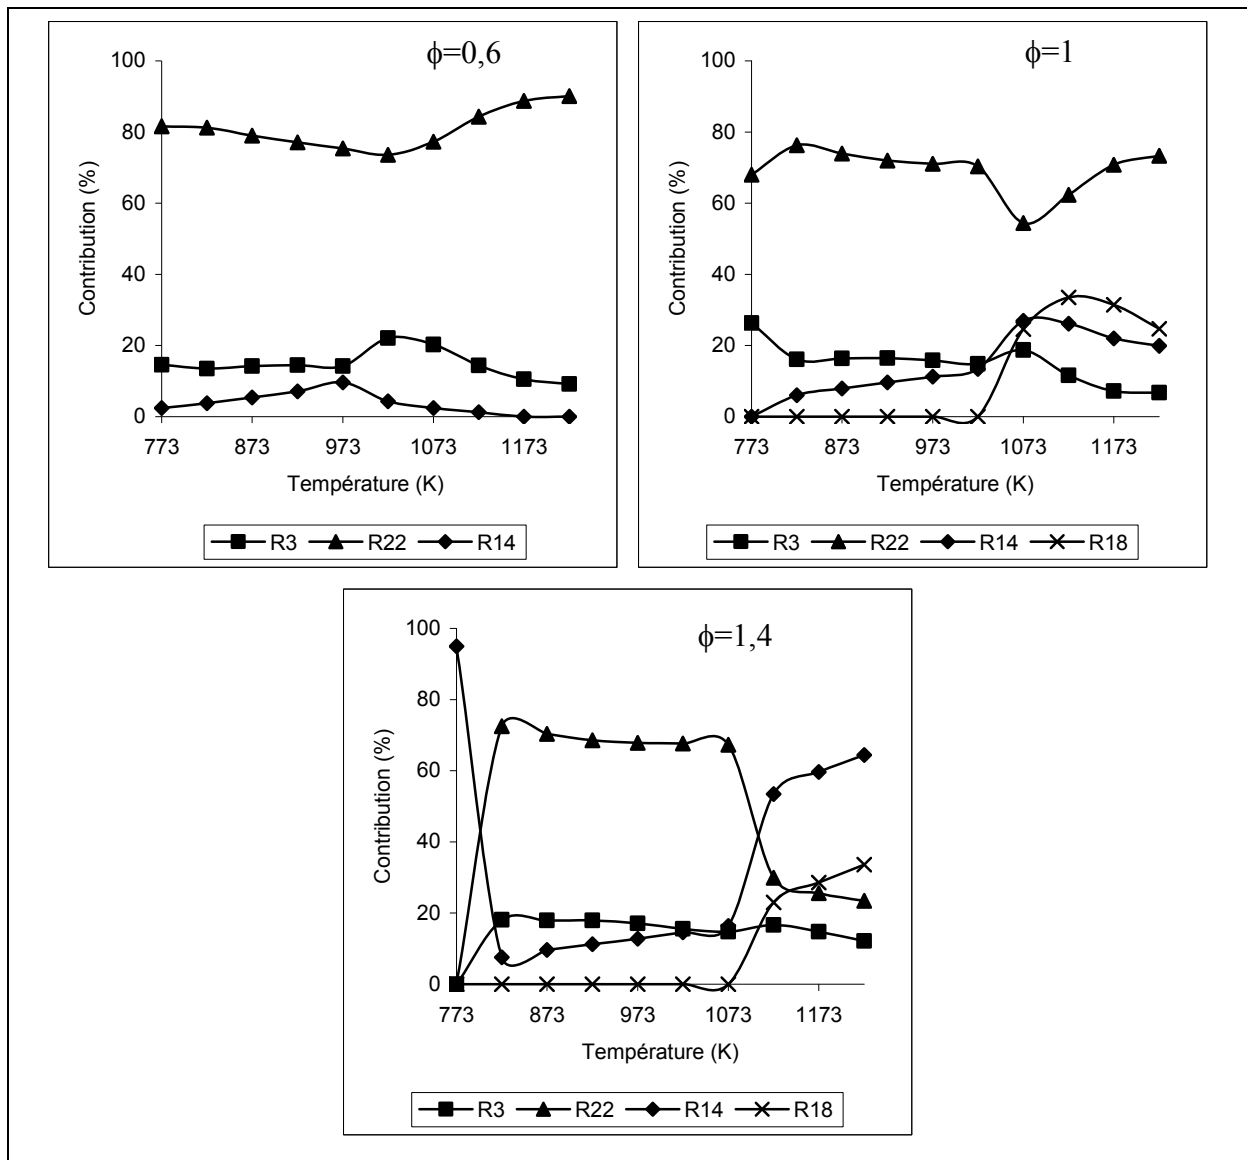 ϕ=0,6
Contribution (%)
100
80
60
40
20
0
773 873 973 1073 1173
Température (K)
R3 R22 R14
ϕ=1
Contribution (%)
100
80
60
40
20
0
773 873 973 1073 1173
Température (K)
R3 R22 R14 R18
ϕ=1,4
Contribution (%)
100
80
60
40
20
0
773 873 973 1073 1173
Température (K)
R3 R22 R14 R18